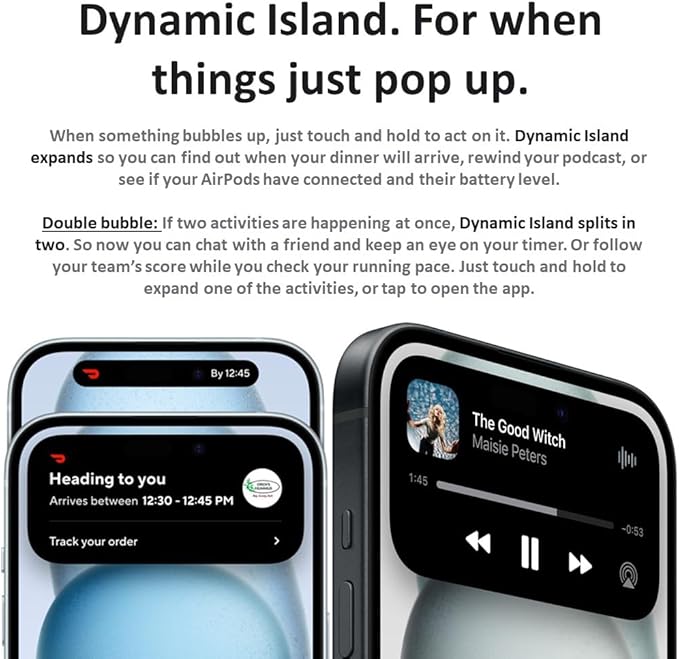 Dynamic Island. For when
things just pop up.
When something bubbles up, just touch and hold to act on it. Dynamic Island
expands so you can find out when your dinner will arrive, rewind your podcast, or
see if your AirPods have connected and their battery level.
Double bubble: If two activities are happening at once, Dynamic Island splits in
two. So now you can chat with a friend and keep an eye on your timer. Or follow
your team’s score while you check your running pace. Just touch and hold to
expand one of the activities, or tap to open the app.
By 12:45
Heading to you
Arrives between 12:30 - 12:45 PM
Track your order
The Good Witch
Maisie Peters
1:45
-0:53